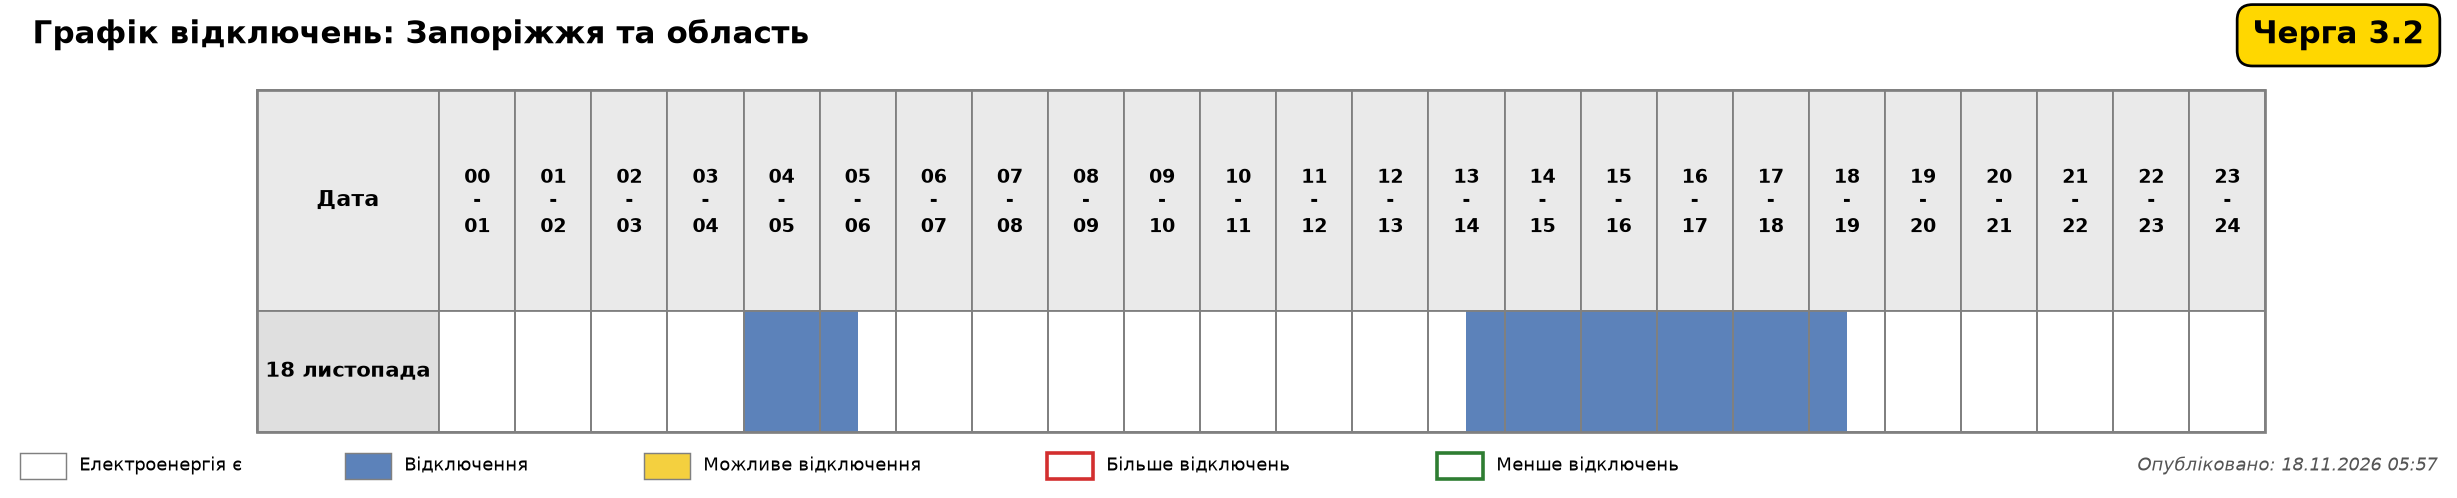 Графік відключень: Запоріжжя та область
Черга 3.2
Дата
00 - 01
01 - 02
02 - 03
03 - 04
04 - 05
05 - 06
06 - 07
07 - 08
08 - 09
09 - 10
10 - 11
11 - 12
12 - 13
13 - 14
14 - 15
15 - 16
16 - 17
17 - 18
18 - 19
19 - 20
20 - 21
21 - 22
22 - 23
23 - 24
18 листопада
Електроенергія є
Відключення
Можливе відключення
Більше відключень
Менше відключень
Опубліковано: 18.11.2026 05:57